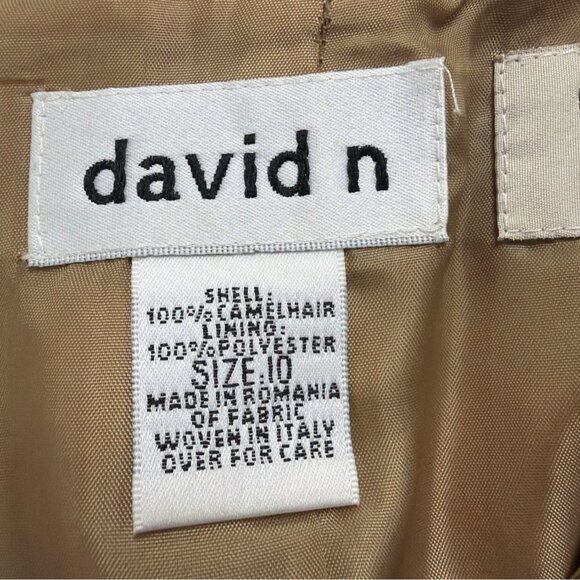 david n
SHELL:
100% CAMELHAIR
LINING:
100% POLYESTER
SIZE:10
MADE IN ROMANIA
OF FABRIC
WOVEN IN ITALY
OVER FOR CARE